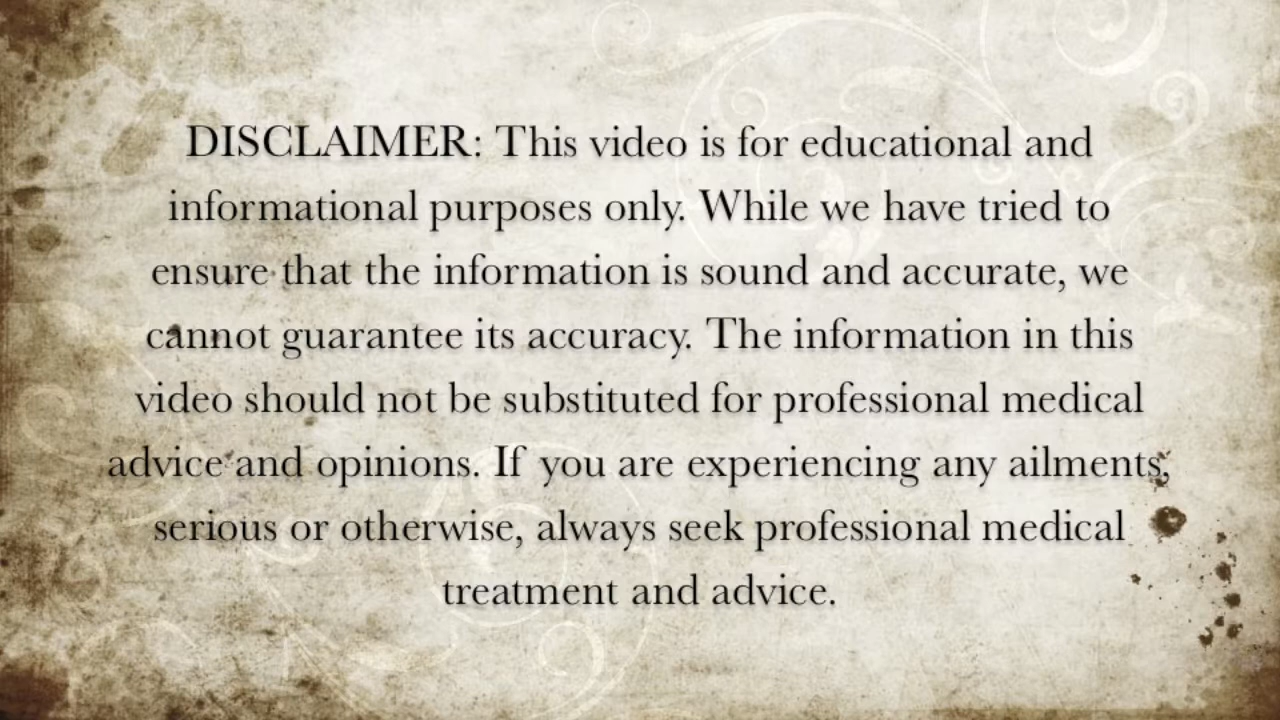 DISCLAIMER: This video is for educational and
informational purposes only. While we have tried to
ensure that the information is sound and accurate, we
cannot guarantee its accuracy. The information in this
video should not be substituted for professional medical
advice and opinions. If you are experiencing any ailments,
serious or otherwise, always seek professional medical
treatment and advice.